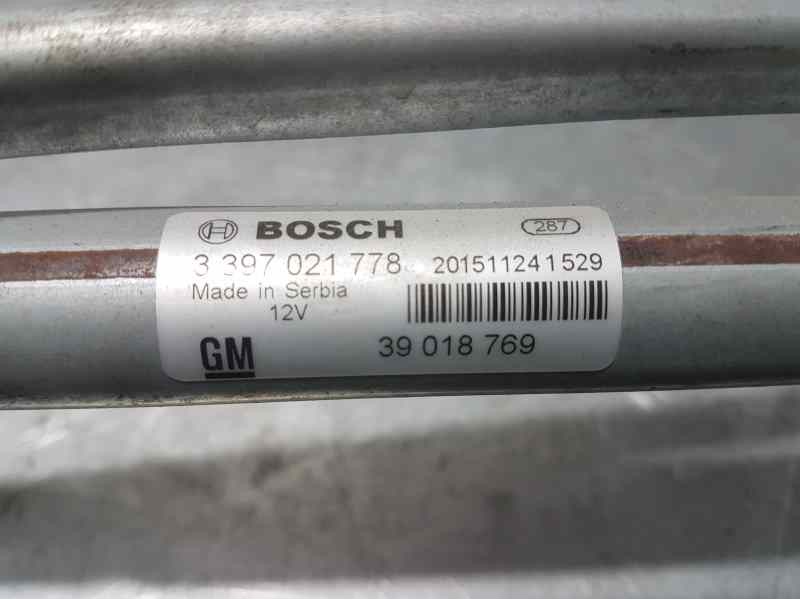 BOSCH 287
3 397 021 778 201511241529
Made in Serbia
12V
GM 39 018 769